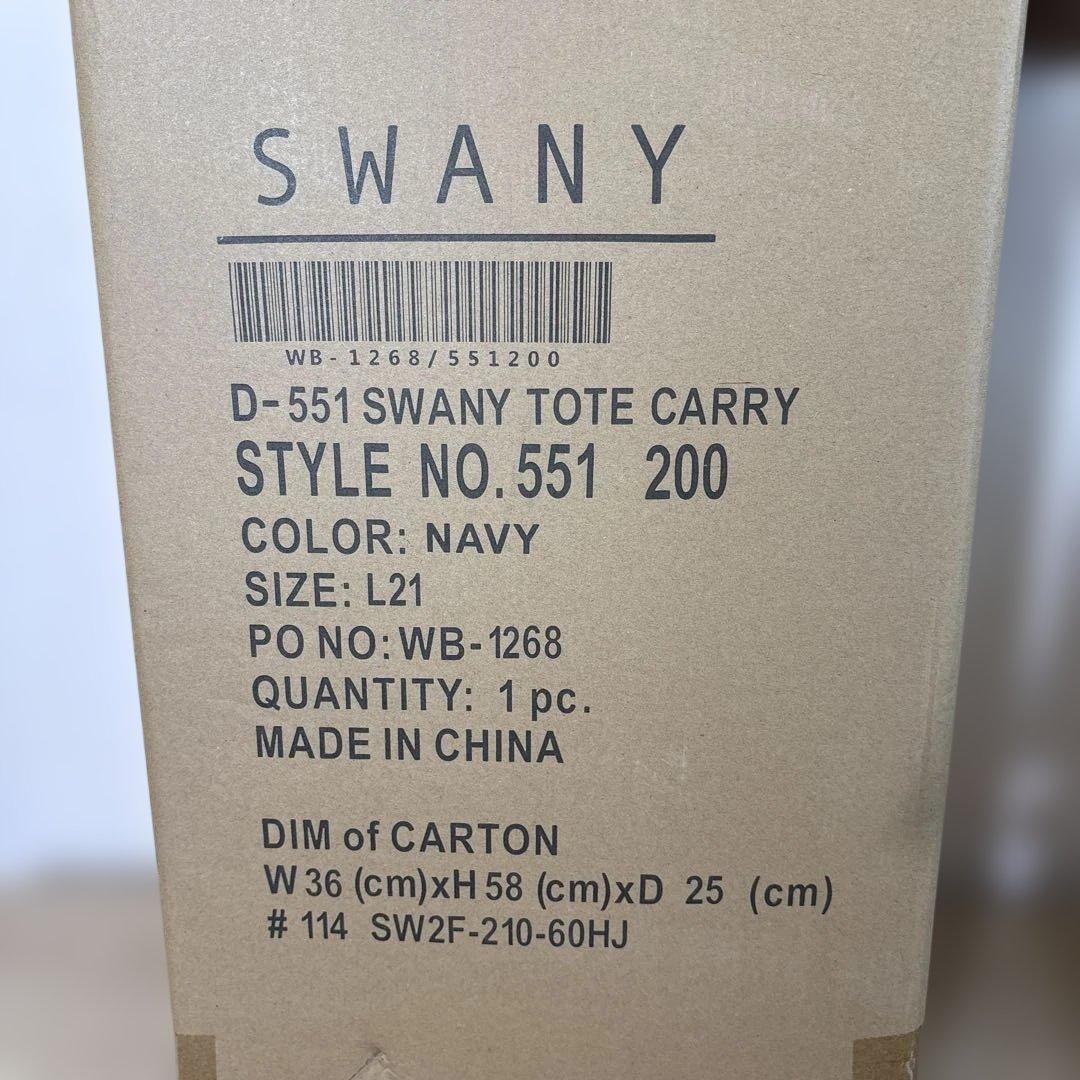 SWANY
WB-1268/551200
D-551 SWANY TOTE CARRY
STYLE NO.551 200
COLOR: NAVY
SIZE: L21
PO NO:WB-1268
QUANTITY: 1 pc.
MADE IN CHINA
DIM of CARTON
W 36 (cm)xH 58 (cm)xD 25 (cm)
# 114 SW2F-210-60HJ